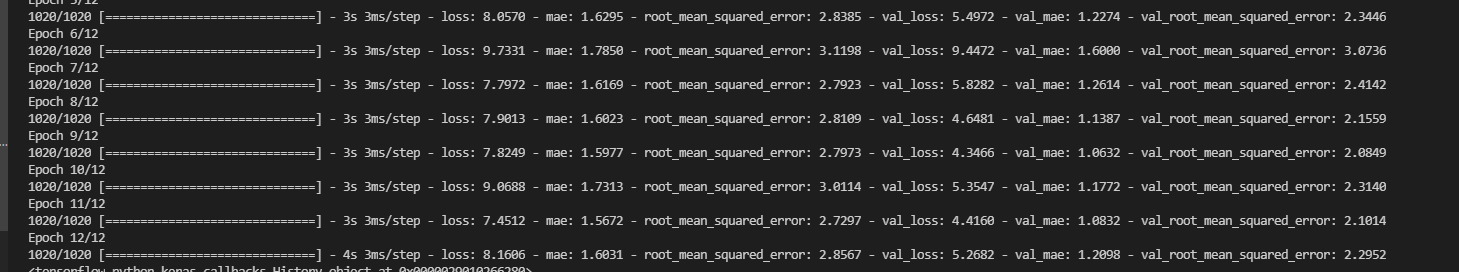 Epoch 5/12
1020/1020 [==============================] - 3s 3ms/step - loss: 8.0570 - mae: 1.6295 - root_mean_squared_error: 2.8385 - val_loss: 5.4972 - val_mae: 1.2274 - val_root_mean_squared_error: 2.3446
Epoch 6/12
1020/1020 [==============================] - 3s 3ms/step - loss: 9.7331 - mae: 1.7850 - root_mean_squared_error: 3.1198 - val_loss: 9.4472 - val_mae: 1.6000 - val_root_mean_squared_error: 3.0736
Epoch 7/12
1020/1020 [==============================] - 3s 3ms/step - loss: 7.7972 - mae: 1.6169 - root_mean_squared_error: 2.7923 - val_loss: 5.8282 - val_mae: 1.2614 - val_root_mean_squared_error: 2.4142
Epoch 8/12
1020/1020 [==============================] - 3s 3ms/step - loss: 7.9013 - mae: 1.6023 - root_mean_squared_error: 2.8109 - val_loss: 4.6481 - val_mae: 1.1387 - val_root_mean_squared_error: 2.1559
Epoch 9/12
1020/1020 [==============================] - 3s 3ms/step - loss: 7.8249 - mae: 1.5977 - root_mean_squared_error: 2.7973 - val_loss: 4.3466 - val_mae: 1.0632 - val_root_mean_squared_error: 2.0849
Epoch 10/12
1020/1020 [==============================] - 3s 3ms/step - loss: 9.0688 - mae: 1.7313 - root_mean_squared_error: 3.0114 - val_loss: 5.3547 - val_mae: 1.1772 - val_root_mean_squared_error: 2.3140
Epoch 11/12
1020/1020 [==============================] - 3s 3ms/step - loss: 7.4512 - mae: 1.5672 - root_mean_squared_error: 2.7297 - val_loss: 4.4160 - val_mae: 1.0832 - val_root_mean_squared_error: 2.1014
Epoch 12/12
1020/1020 [==============================] - 4s 3ms/step - loss: 8.1606 - mae: 1.6031 - root_mean_squared_error: 2.8567 - val_loss: 5.2682 - val_mae: 1.2098 - val_root_mean_squared_error: 2.2952
<tensorflow.python.keras.callbacks.History object at 0x0000029010266280>